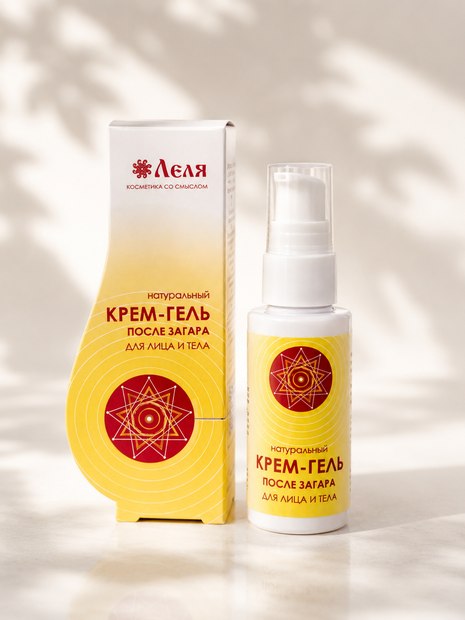 Леля
КОСМЕТИКА СО СМЫСЛОМ
натуральный
КРЕМ-ГЕЛЬ
ПОСЛЕ ЗАГАРА
ДЛЯ ЛИЦА И ТЕЛА
натуральный
КРЕМ-ГЕЛЬ
ПОСЛЕ ЗАГАРА
ДЛЯ ЛИЦА И ТЕЛА